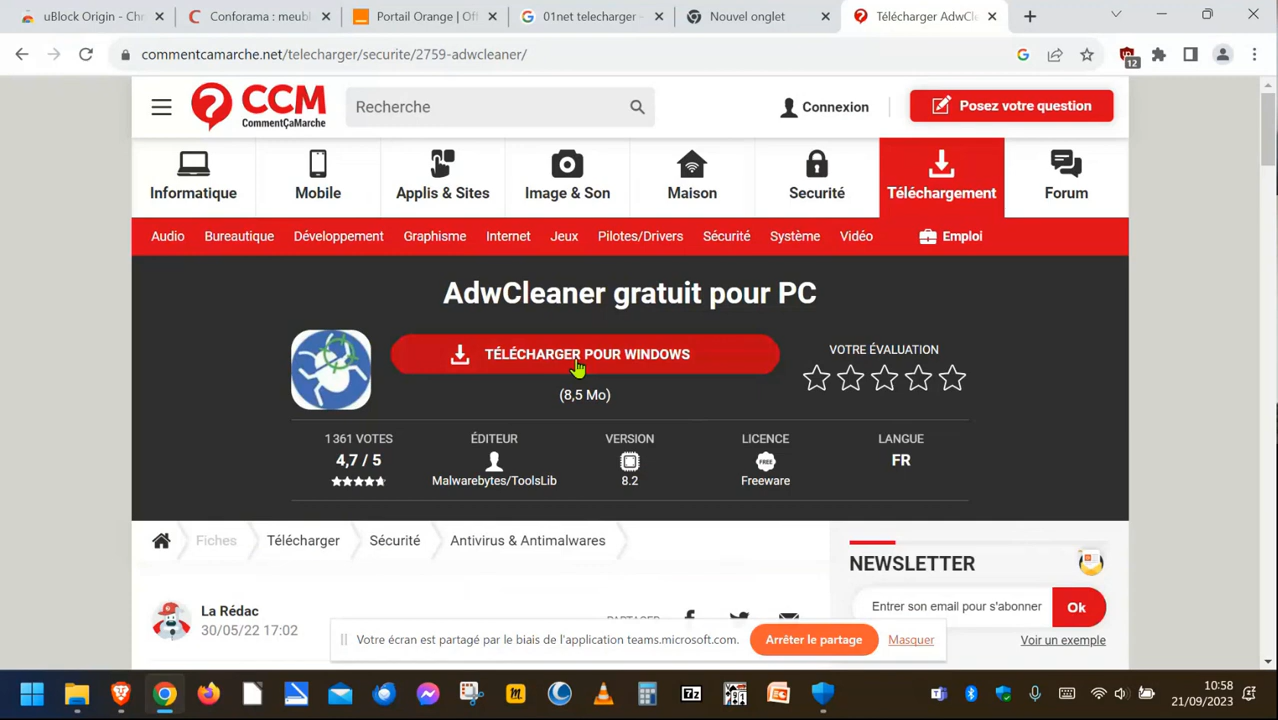 uBlock Origin - Chr
Conforama : meubl
Portail Orange | Off
01net telecharger -
Nouvel onglet
Télécharger AdwCle
commentcamarche.net/telecharger/securite/2759-adwcleaner/
12
CCM
CommentÇaMarche
Recherche
Connexion
Posez votre question
Informatique
Mobile
Applis & Sites
Image & Son
Maison
Securité
Téléchargement
Forum
Audio
Bureautique
Développement
Graphisme
Internet
Jeux
Pilotes/Drivers
Sécurité
Système
Vidéo
Emploi
AdwCleaner gratuit pour PC
TÉLÉCHARGER POUR WINDOWS
(8,5 Mo)
VOTRE ÉVALUATION
1 361 VOTES
4,7 / 5
ÉDITEUR
Malwarebytes/ToolsLib
VERSION
8.2
LICENCE
FREE
Freeware
LANGUE
FR
Fiches
Télécharger
Sécurité
Antivirus & Antimalwares
NEWSLETTER
Entrer son email pour s'abonner
Ok
Voir un exemple
La Rédac
30/05/22 17:02
PARTAGER
Votre écran est partagé par le biais de l'application teams.microsoft.com.
Arrêter le partage
Masquer
7z
10:58
21/09/2023